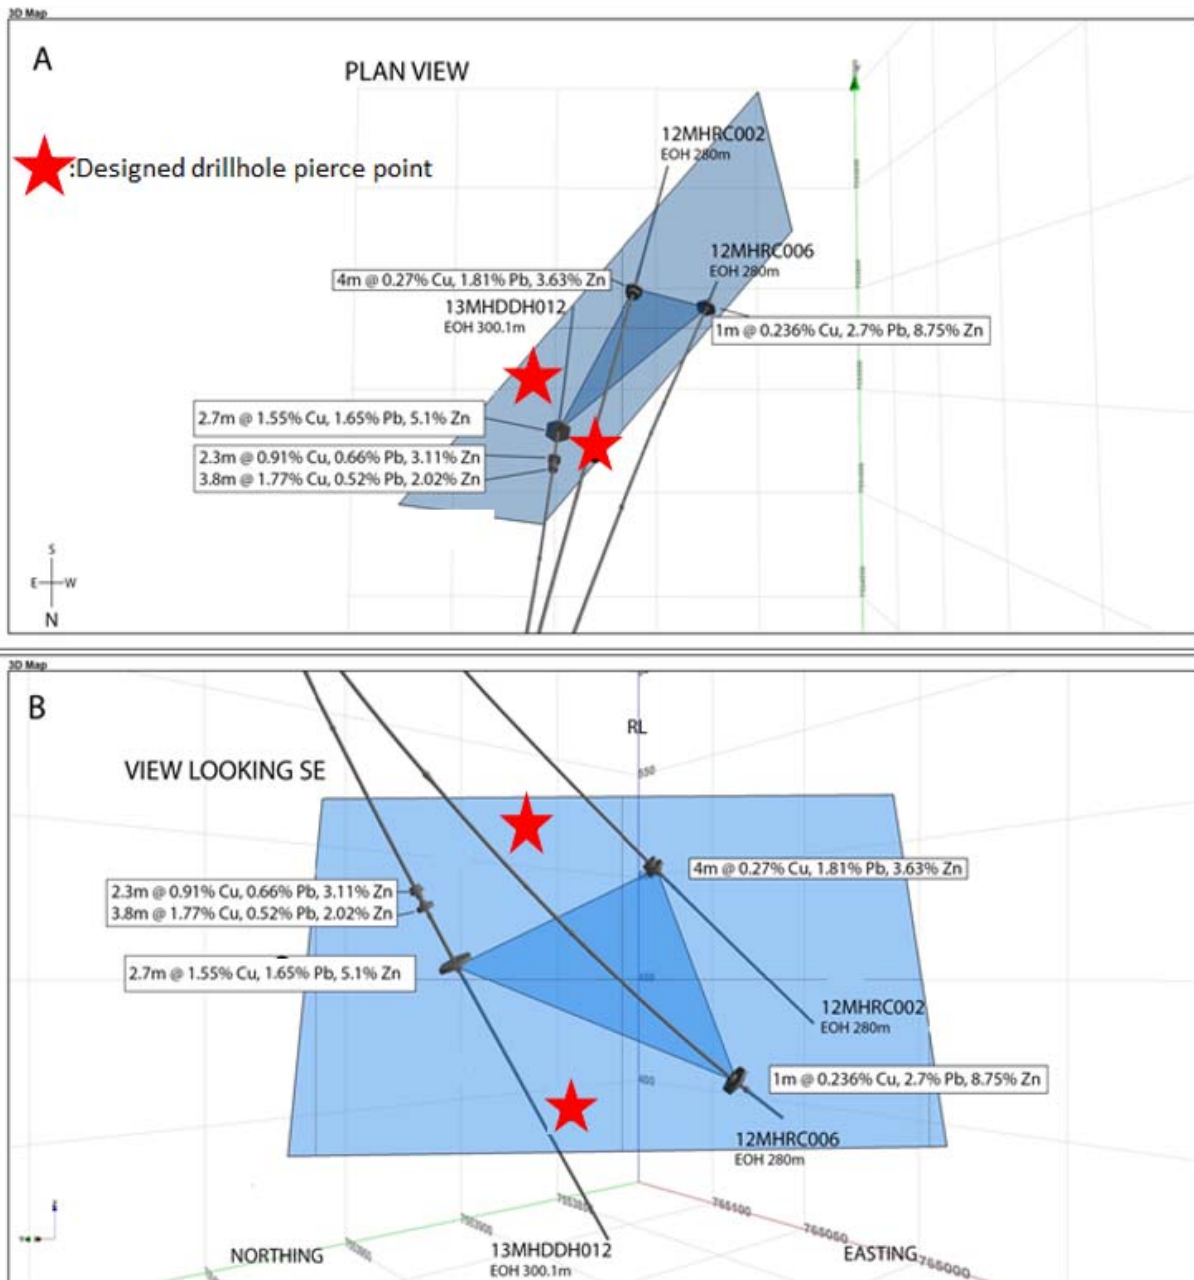 3D Map
A
PLAN VIEW
:Designed drillhole pierce point
12MHRC002
EOH 280m
12MHRC006
EOH 280m
4m @ 0.27% Cu, 1.81% Pb, 3.63% Zn
13MHDDH012
EOH 300.1m
1m @ 0.236% Cu, 2.7% Pb, 8.75% Zn
2.7m @ 1.55% Cu, 1.65% Pb, 5.1% Zn
2.3m @ 0.91% Cu, 0.66% Pb, 3.11% Zn
3.8m @ 1.77% Cu, 0.52% Pb, 2.02% Zn
S
E W
N
3D Map
B
RL
VIEW LOOKING SE
550
4m @ 0.27% Cu, 1.81% Pb, 3.63% Zn
2.3m @ 0.91% Cu, 0.66% Pb, 3.11% Zn
3.8m @ 1.77% Cu, 0.52% Pb, 2.02% Zn
2.7m @ 1.55% Cu, 1.65% Pb, 5.1% Zn
12MHRC002
EOH 280m
400
1m @ 0.236% Cu, 2.7% Pb, 8.75% Zn
12MHRC006
EOH 280m
765100
765050
765000
NORTHING
13MHDDH012
EOH 300.1m
EASTING